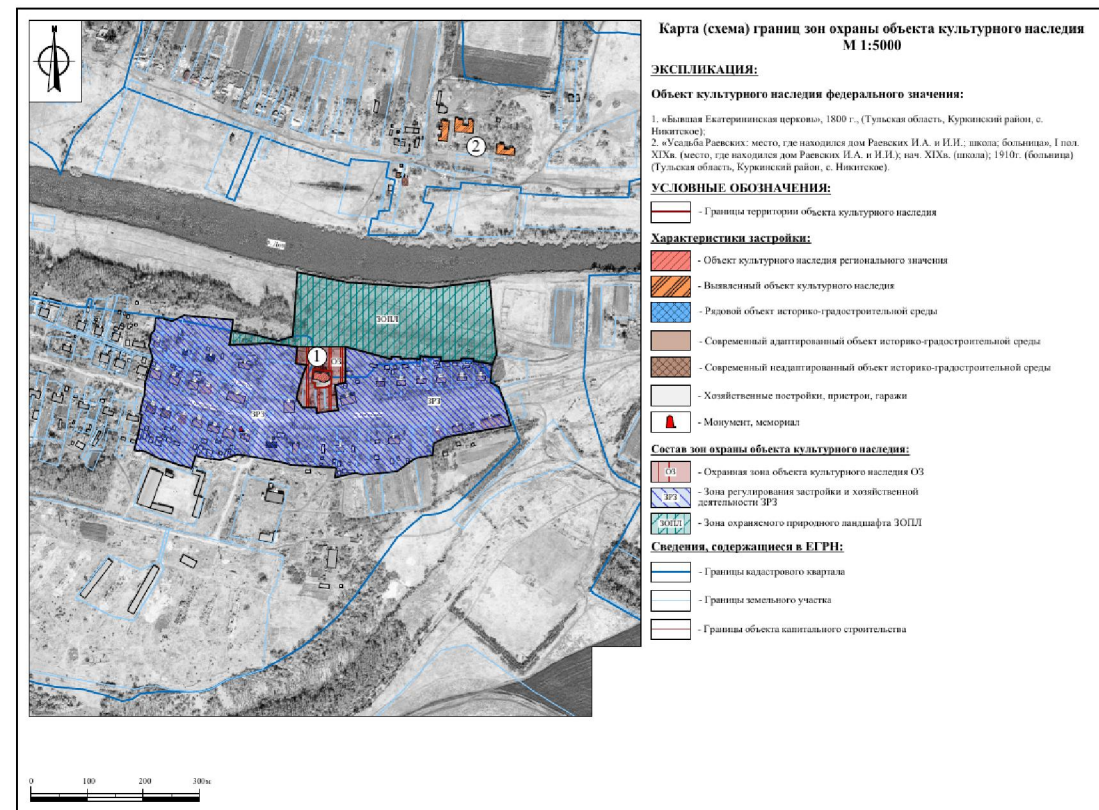 Карта (схема) границ зон охраны объекта культурного наследия
М 1:5000
ЭКСПЛИКАЦИЯ:
Объект культурного наследия федерального значения:
1. «Бывшая Екатерининская церковь», 1800 г., (Тульская область, Куркинский район, с.
Никитское);
2. «Усадьба Раевских: место, где находился дом Раевских И.А. и И.И.; школа; больница», I пол.
XIXв. (место, где находился дом Раевских И.А. и И.И.); нач. XIXв. (школа); 1910г. (больница)
(Тульская область, Куркинский район, с. Никитское).
УСЛОВНЫЕ ОБОЗНАЧЕНИЯ:
- Границы территории объекта культурного наследия
Характеристики застройки:
- Объект культурного наследия регионального значения
- Выявленный объект культурного наследия
- Рядовой объект историко-градостроительной среды
- Современный адаптированный объект историко-градостроительной среды
- Современный неадаптированный объект историко-градостроительной среды
- Хозяйственные постройки, пристрои, гаражи
- Монумент, мемориал
Состав зон охраны объекта культурного наследия:
ОЗ - Охранная зона объекта культурного наследия ОЗ
ЗРЗ - Зона регулирования застройки и хозяйственной
деятельности ЗРЗ
ЗОПЛ - Зона охраняемого природного ландшафта ЗОПЛ
Сведения, содержащиеся в ЕГРН:
- Границы кадастрового квартала
- Границы земельного участка
- Границы объекта капитального строительства
2
р. Дон
ЗОПЛ
1
ОЗ
ЗРЗ
ЗРЗ
0 100 200 300м